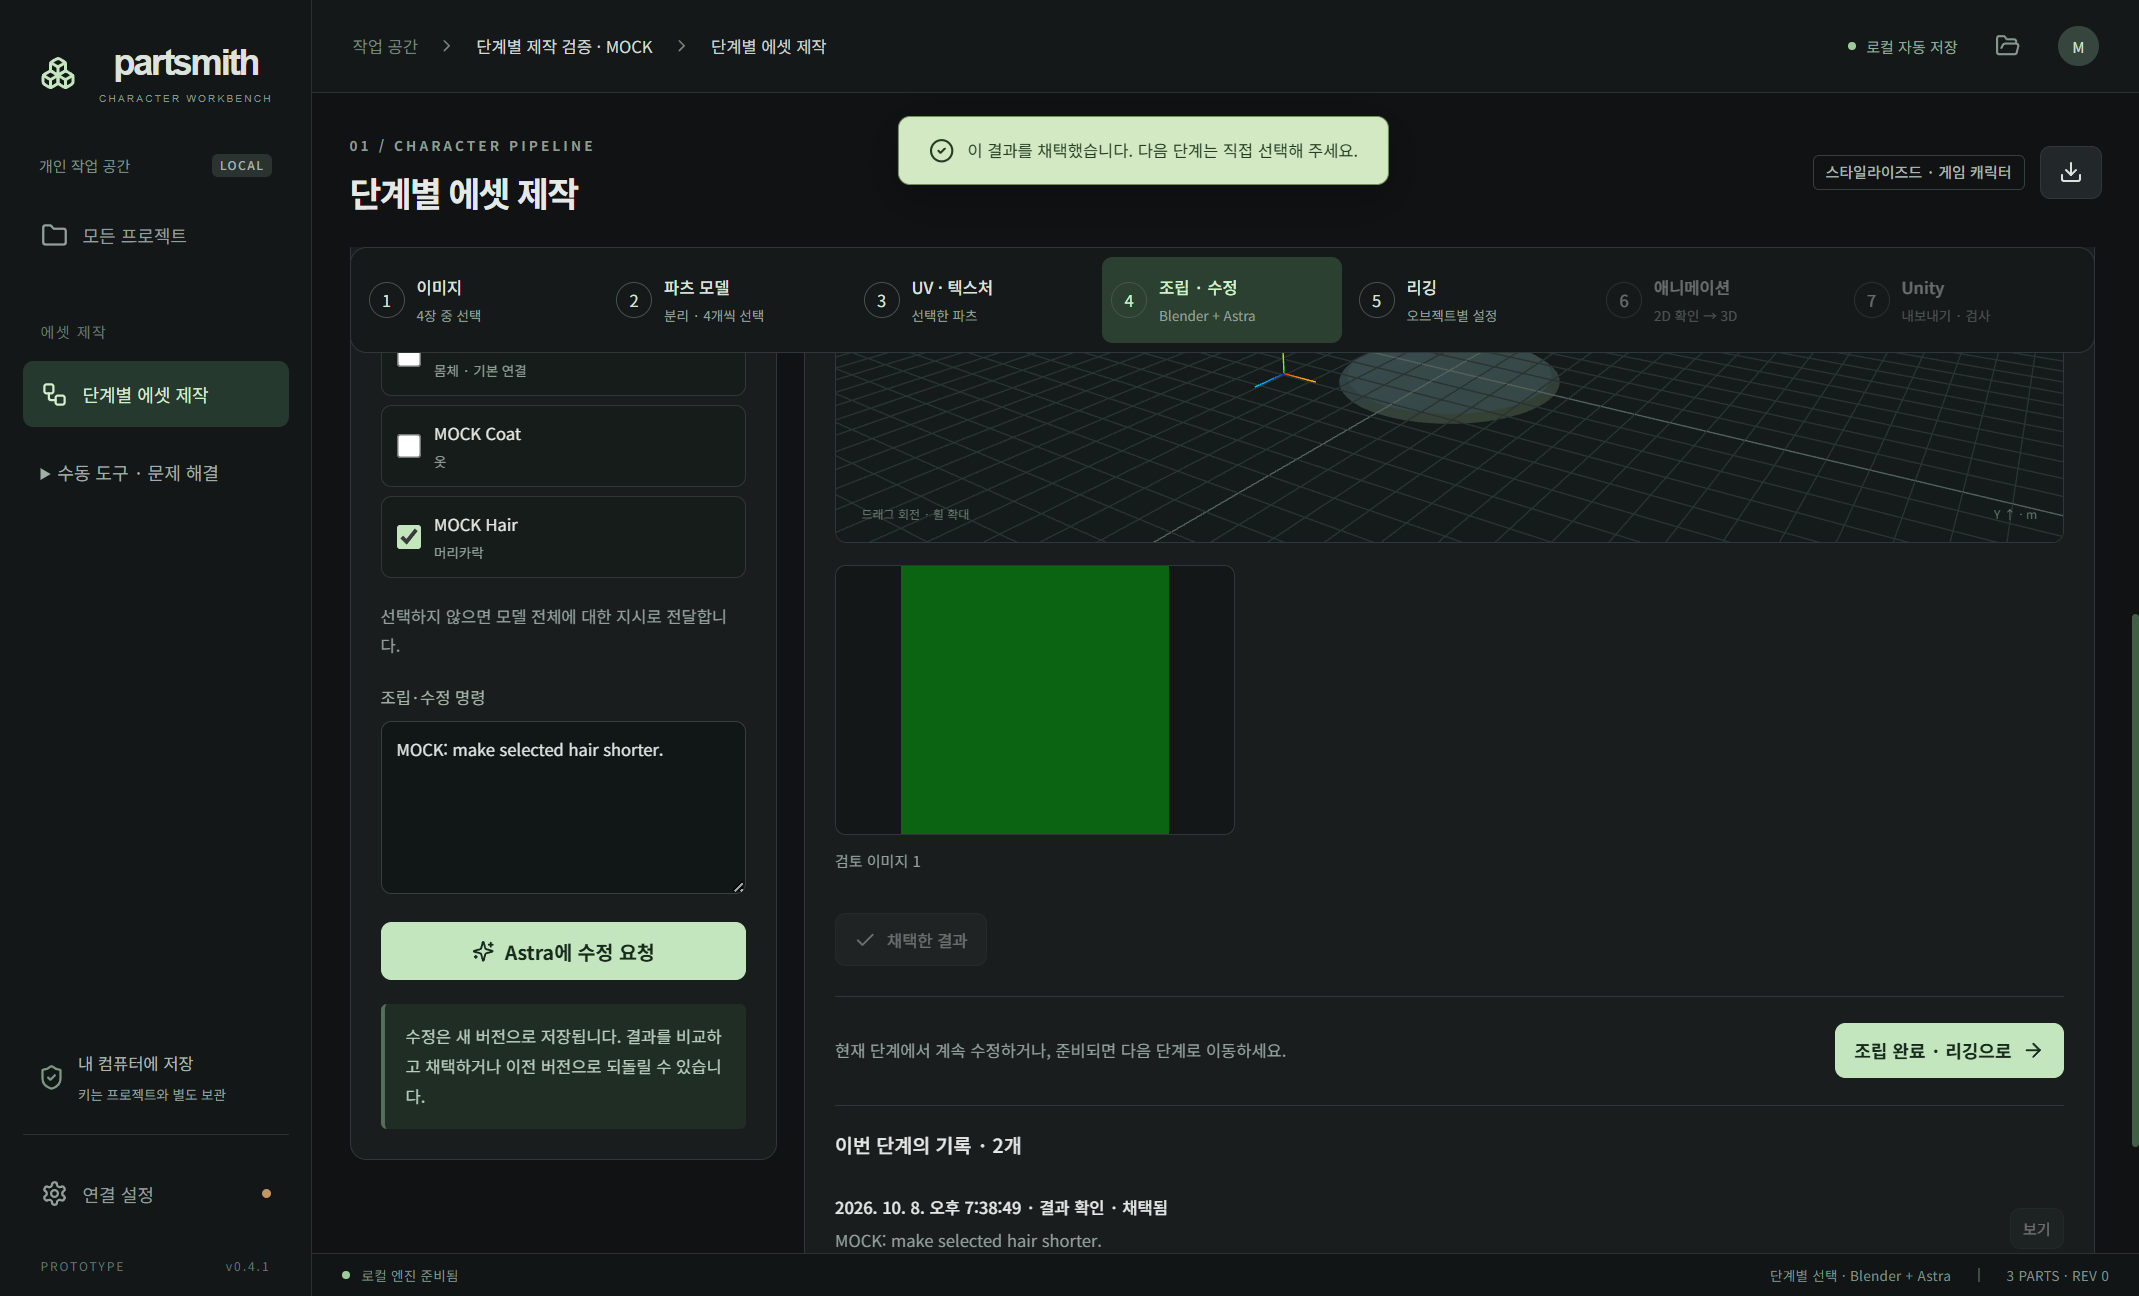 partsmith
CHARACTER WORKBENCH
개인 작업 공간
LOCAL
모든 프로젝트
에셋 제작
단계별 에셋 제작
수동 도구 · 문제 해결
내 컴퓨터에 저장
키는 프로젝트와 별도 보관
연결 설정
PROTOTYPE
v0.4.1
작업 공간
단계별 제작 검증 · MOCK
단계별 에셋 제작
로컬 자동 저장
M
01 / CHARACTER PIPELINE
단계별 에셋 제작
이 결과를 채택했습니다. 다음 단계는 직접 선택해 주세요.
스타일라이즈드 · 게임 캐릭터
1
이미지
4장 중 선택
2
파츠 모델
분리 · 4개씩 선택
3
UV · 텍스처
선택한 파츠
4
조립 · 수정
Blender + Astra
5
리깅
오브젝트별 설정
6
애니메이션
2D 확인 → 3D
7
Unity
내보내기 · 검사
몸체 · 기본 연결
MOCK Coat
옷
MOCK Hair
머리카락
선택하지 않으면 모델 전체에 대한 지시로 전달합니
다.
조립·수정 명령
MOCK: make selected hair shorter.
Astra에 수정 요청
수정은 새 버전으로 저장됩니다. 결과를 비교하
고 채택하거나 이전 버전으로 되돌릴 수 있습니
다.
드래그 회전 · 휠 확대
Y ↑ · m
검토 이미지 1
채택한 결과
현재 단계에서 계속 수정하거나, 준비되면 다음 단계로 이동하세요.
조립 완료 · 리깅으로
이번 단계의 기록 · 2개
2026. 10. 8. 오후 7:38:49 · 결과 확인 · 채택됨
MOCK: make selected hair shorter.
보기
로컬 엔진 준비됨
단계별 선택 · Blender + Astra
3 PARTS · REV 0